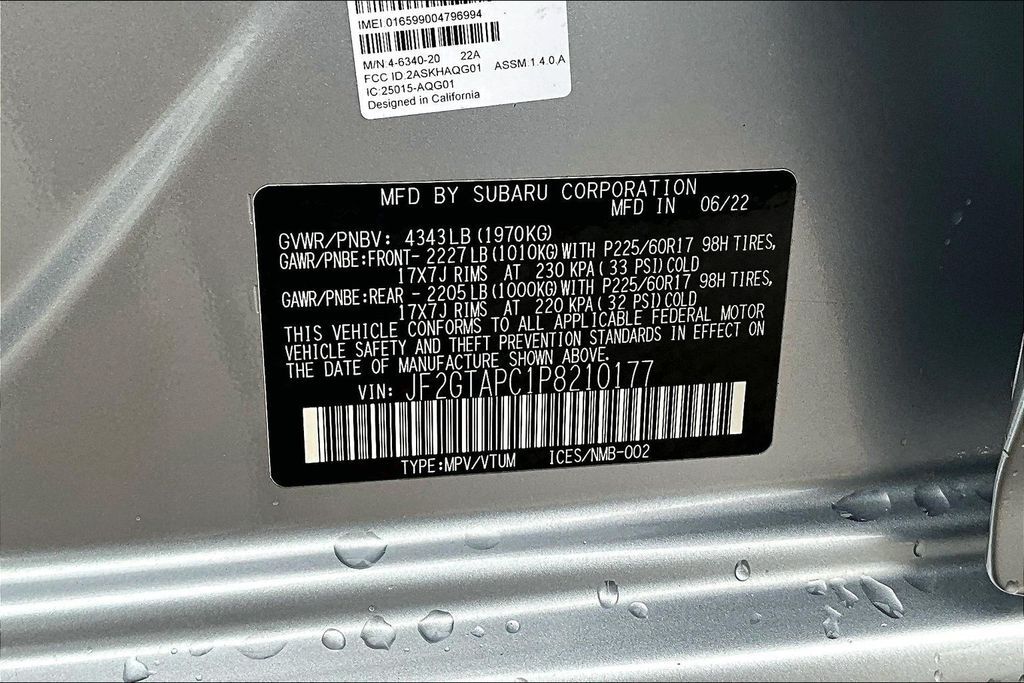 IMEI.016599004796994
M/N:4-6340-20 22A
FCC ID:2ASKHAQG01 ASSM.1.4.0.A
IC:25015-AQG01
Designed in California
MFD BY SUBARU CORPORATION
MFD IN 06/22
GVWR/PNBV: 4343LB (1970KG)
GAWR/PNBE:FRONT- 2227LB (1010KG) WITH P225/60R17 98H TIRES,
17X7J RIMS AT 230 KPA ( 33 PSI) COLD
GAWR/PNBE:REAR - 2205LB (1000KG) WITH P225/60R17 98H TIRES,
17X7J RIMS AT 220 KPA ( 32 PSI) COLD
THIS VEHICLE CONFORMS TO ALL APPLICABLE FEDERAL MOTOR
VEHICLE SAFETY AND THEFT PREVENTION STANDARDS IN EFFECT ON
THE DATE OF MANUFACTURE SHOWN ABOVE.
VIN: JF2GTAPC1P8210177
TYPE:MPV/VTUM ICES/NMB-002